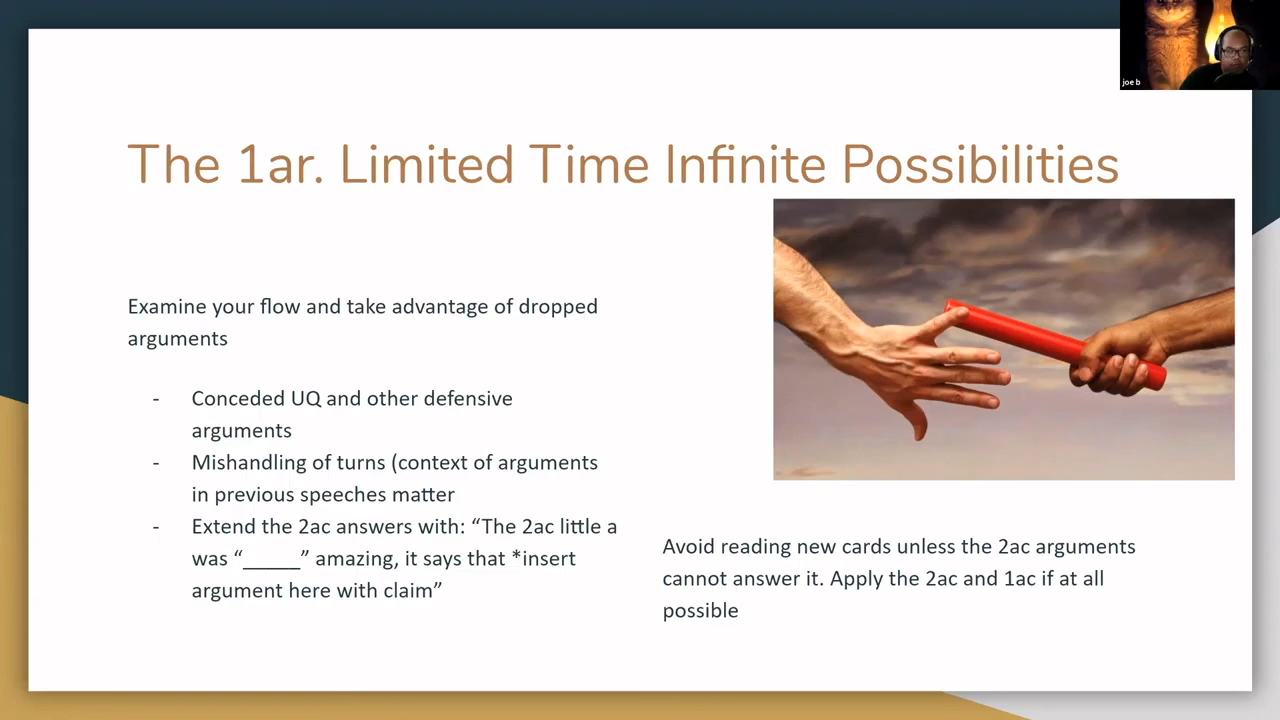 joe b
The 1ar. Limited Time Infinite Possibilities
Examine your flow and take advantage of dropped
arguments
- Conceded UQ and other defensive
arguments
- Mishandling of turns (context of arguments
in previous speeches matter
- Extend the 2ac answers with: “The 2ac little a
was “_____” amazing, it says that *insert
argument here with claim”
Avoid reading new cards unless the 2ac arguments
cannot answer it. Apply the 2ac and 1ac if at all
possible